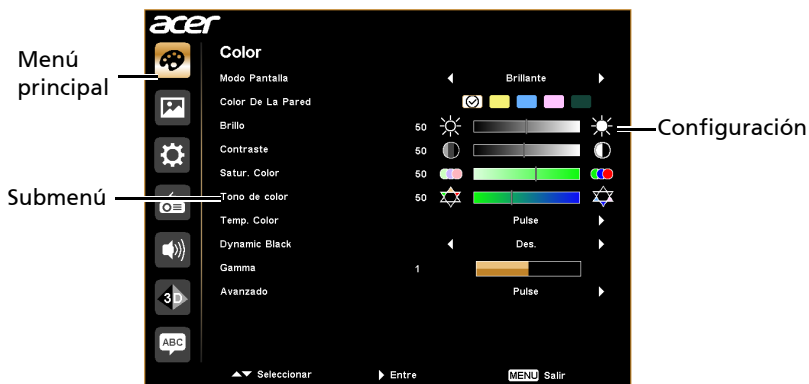 acer
Menú principal
Submenú
Configuración
Color
Modo Pantalla Brillante
Color De La Pared
Brillo 50
Contraste 50
Satur. Color 50
Tono de color 50
Temp. Color Pulse
Dynamic Black Des.
Gamma 1
Avanzado Pulse
3D
ABC
Seleccionar Entre MENU Salir